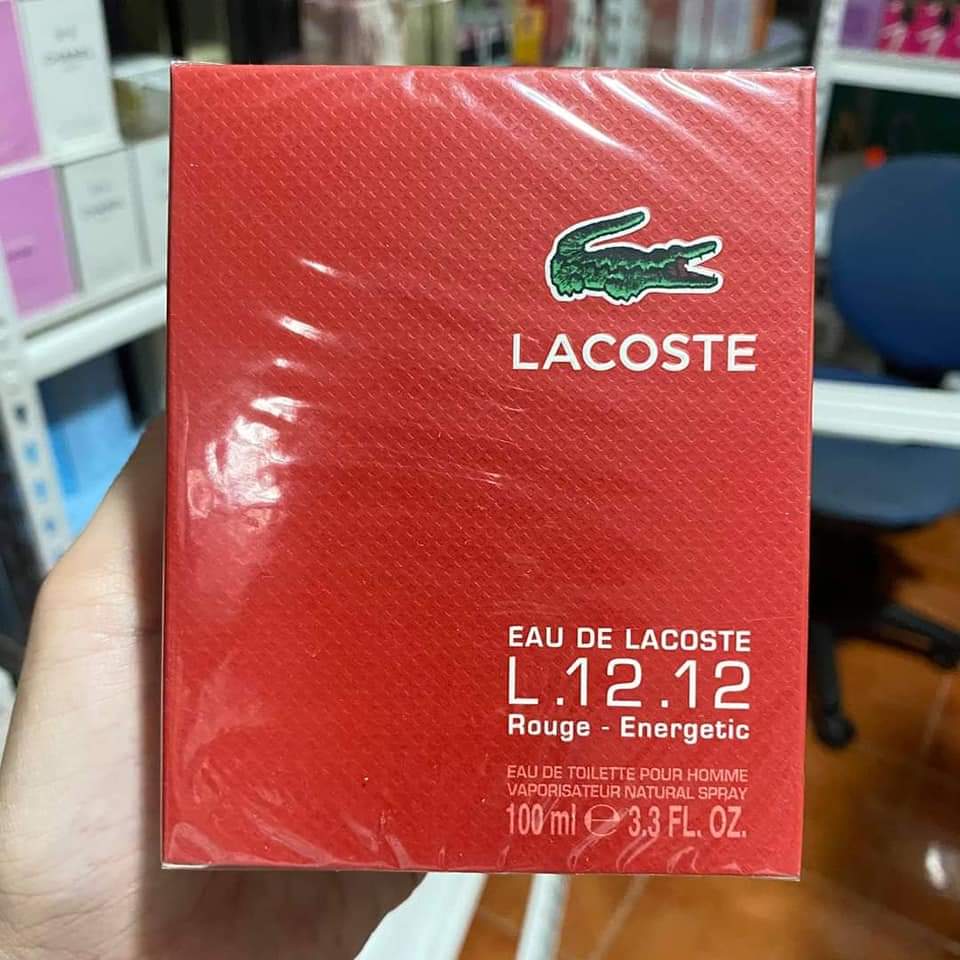 LACOSTE
EAU DE LACOSTE
L.12.12
Rouge - Energetic
EAU DE TOILETTE POUR HOMME
VAPORISATEUR NATURAL SPRAY
100 ml ℮ 3.3 FL. OZ.